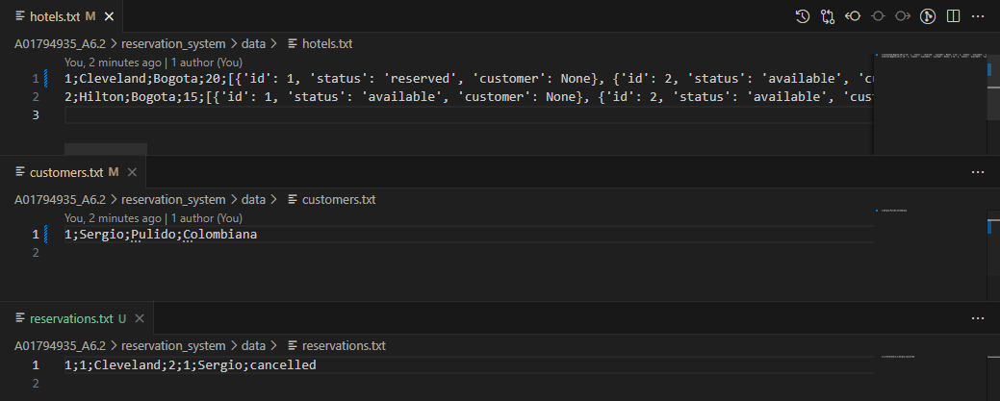 hotels.txt M
A01794935_A6.2 > reservation_system > data > hotels.txt
You, 2 minutes ago | 1 author (You)
1 1;Cleveland;Bogota;20;[{'id': 1, 'status': 'reserved', 'customer': None}, {'id': 2, 'status': 'available', 'c
2 2;Hilton;Bogota;15;[{'id': 1, 'status': 'available', 'customer': None}, {'id': 2, 'status': 'available', 'cus
3
customers.txt M
A01794935_A6.2 > reservation_system > data > customers.txt
You, 2 minutes ago | 1 author (You)
1 1;Sergio;Pulido;Colombiana
2
reservations.txt U
A01794935_A6.2 > reservation_system > data > reservations.txt
1 1;1;Cleveland;2;1;Sergio;cancelled
2